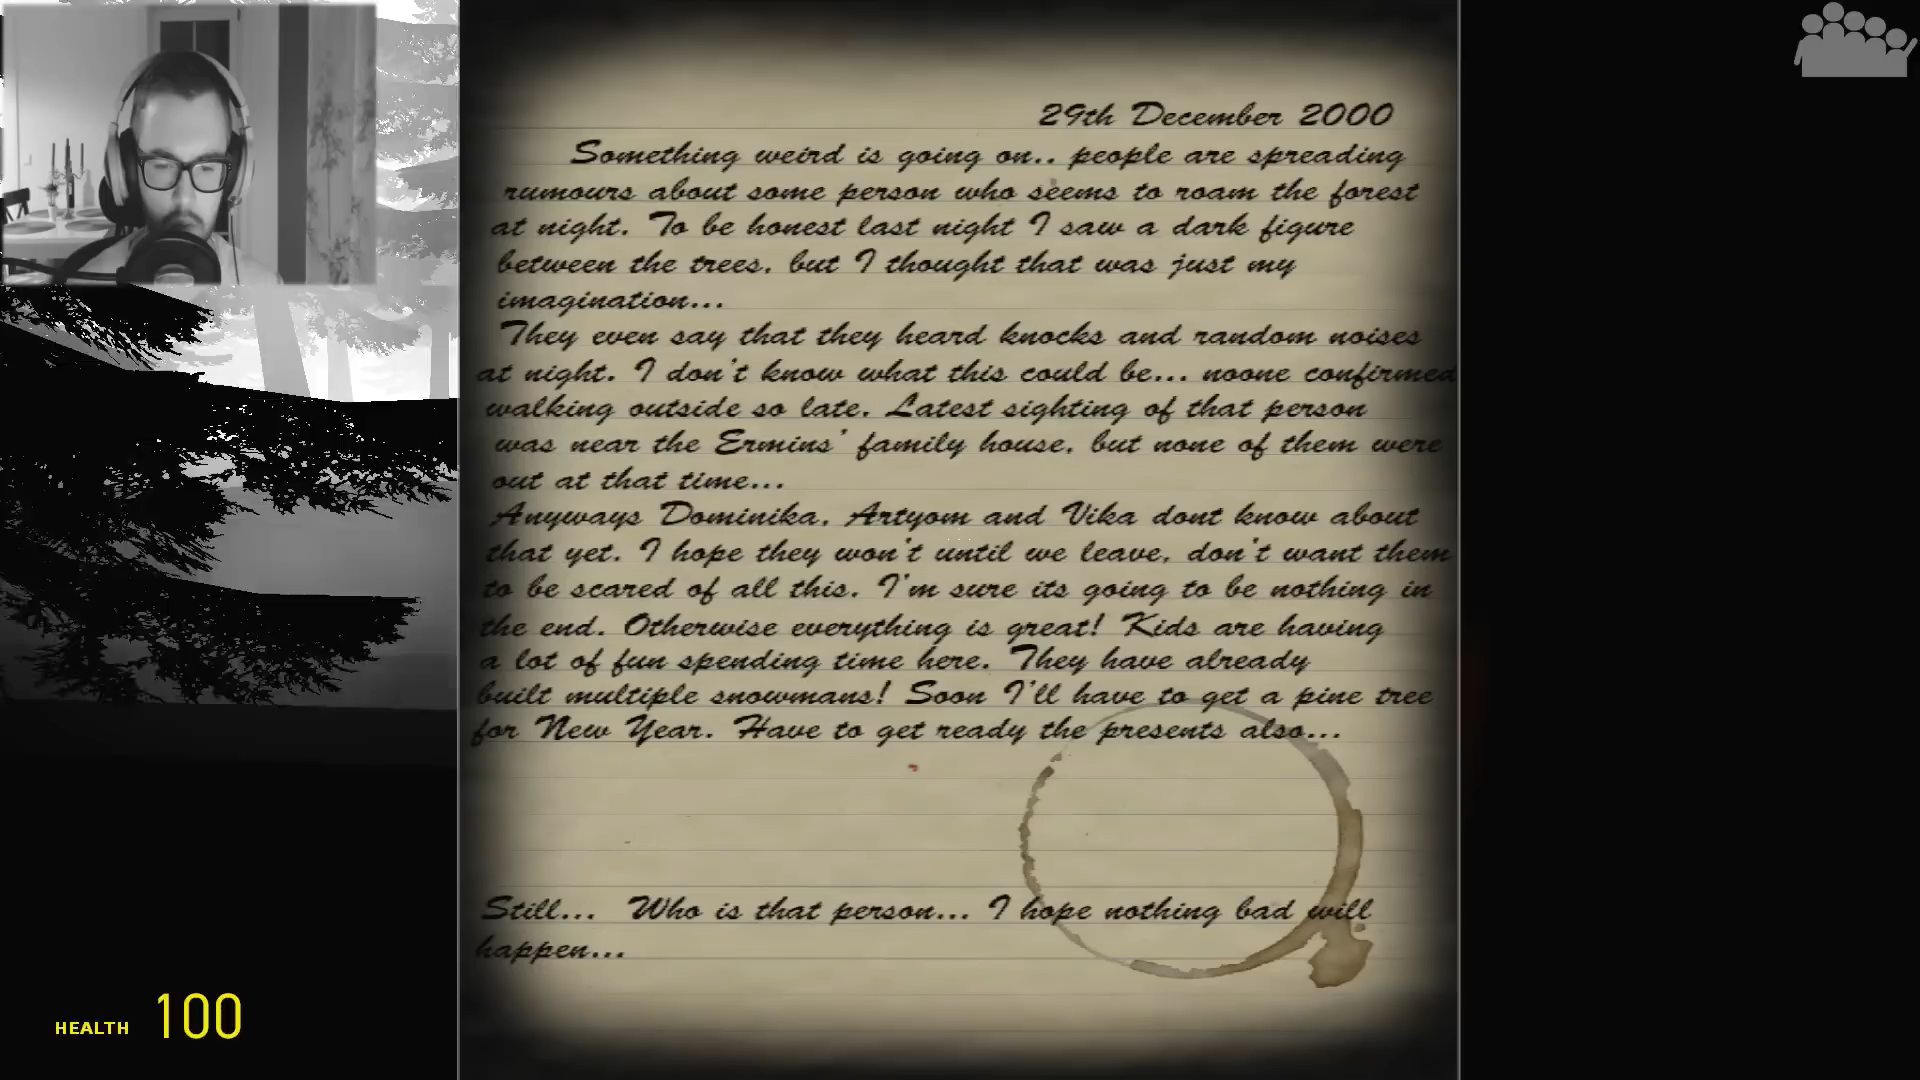 29th December 2000
Something weird is going on.. people are spreading
rumours about some person who seems to roam the forest
at night. To be honest last night I saw a dark figure
between the trees, but I thought that was just my
imagination...
They even say that they heard knocks and random noises
at night. I don't know what this could be... noone confirmed
walking outside so late. Latest sighting of that person
was near the Ermins' family house, but none of them were
out at that time...
Anyways Dominika, Artyom and Vika dont know about
that yet. I hope they won't until we leave, don't want them
to be scared of all this. I'm sure its going to be nothing in
the end. Otherwise everything is great! Kids are having
a lot of fun spending time here. They have already
built multiple snowmans! Soon I'll have to get a pine tree
for New Year. Have to get ready the presents also...
Still... Who is that person... I hope nothing bad will
happen...
HEALTH 100